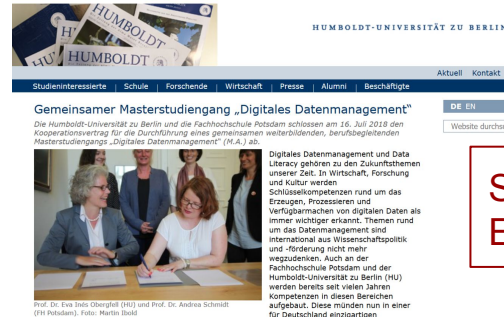 HUMBOLDT
HUMBOLDT
HUMBOLDT
HUMBOLDT-UNIVERSITÄT ZU BERLIN
Aktuell Kontakt
Studieninteressierte | Schule | Forschende | Wirtschaft | Presse | Alumni | Beschäftigte
Gemeinsamer Masterstudiengang „Digitales Datenmanagement“
DE EN
Die Humboldt-Universität zu Berlin und die Fachhochschule Potsdam schlossen am 16. Juli 2018 den
Kooperationsvertrag für die Durchführung eines gemeinsamen weiterbildenden, berufsbegleitenden
Masterstudiengangs „Digitales Datenmanagement“ (M.A.) ab.
Website durchsu
Digitales Datenmanagement und Data
Literacy gehören zu den Zukunftsthemen
unserer Zeit. In Wirtschaft, Forschung
und Kultur werden
Schlüsselkompetenzen rund um das
Erzeugen, Prozessieren und
Verfügbarmachen von digitalen Daten als
immer wichtiger erkannt. Themen rund
um das Datenmanagement sind
international aus Wissenschaftspolitik
und -förderung nicht mehr
wegzudenken. Auch an der
Fachhochschule Potsdam und der
Humboldt-Universität zu Berlin (HU)
werden bereits seit vielen Jahren
Kompetenzen in diesen Bereichen
aufgebaut. Diese münden nun in einer
für Deutschland einzigartigen
Prof. Dr. Eva Inés Obergfell (HU) und Prof. Dr. Andrea Schmidt
(FH Potsdam). Foto: Martin Ibold
S
E